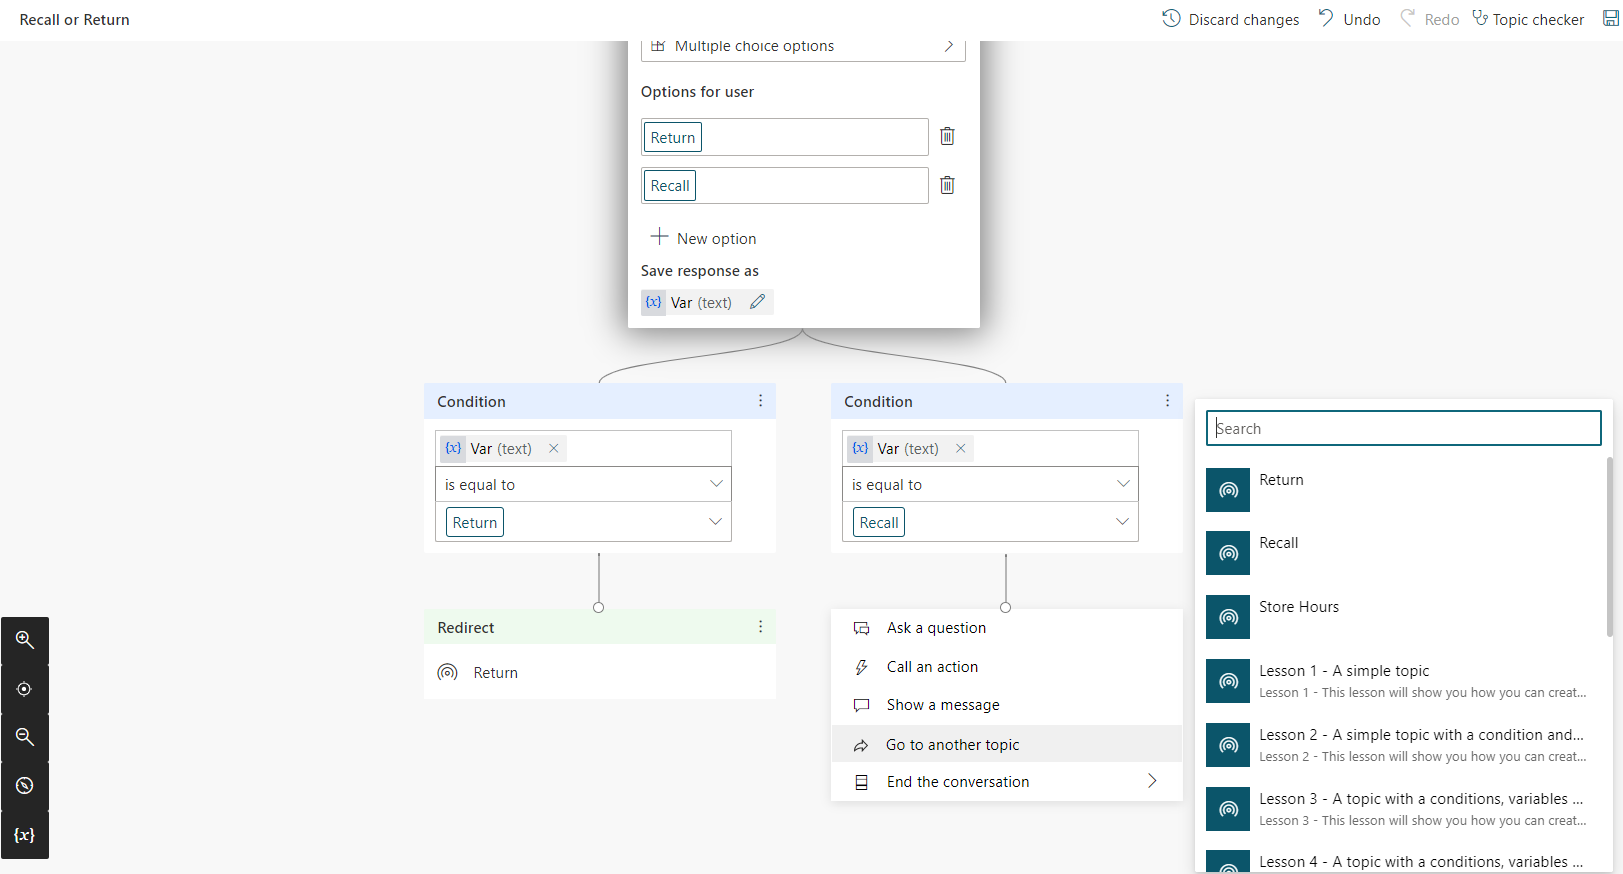 Recall or Return
Discard changes
Undo
Redo
Topic checker
Multiple choice options
Options for user
Return
Recall
New option
Save response as
{x} Var (text)
Condition
{x} Var (text)
is equal to
Return
Redirect
Return
Condition
{x} Var (text)
is equal to
Recall
Ask a question
Call an action
Show a message
Go to another topic
End the conversation
Search
Return
Recall
Store Hours
Lesson 1 - A simple topic
Lesson 1 - This lesson will show you how you can creat...
Lesson 2 - A simple topic with a condition and...
Lesson 2 - This lesson will show you how you can creat...
Lesson 3 - A topic with a conditions, variables ...
Lesson 3 - This lesson will show you how you can creat...
Lesson 4 - A topic with a conditions, variables ...
{x}